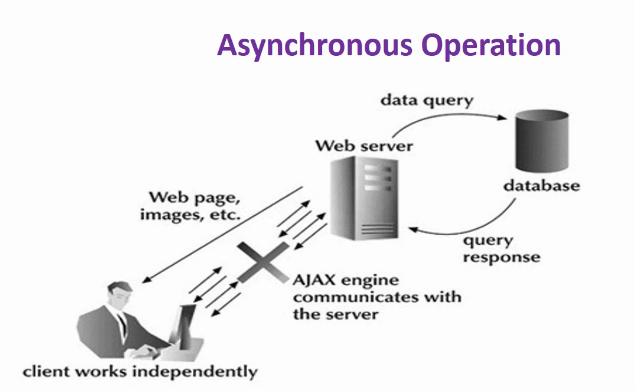 Asynchronous Operation
data query
Web server
database
Web page,
images, etc.
query
response
AJAX engine
communicates with
the server
client works independently